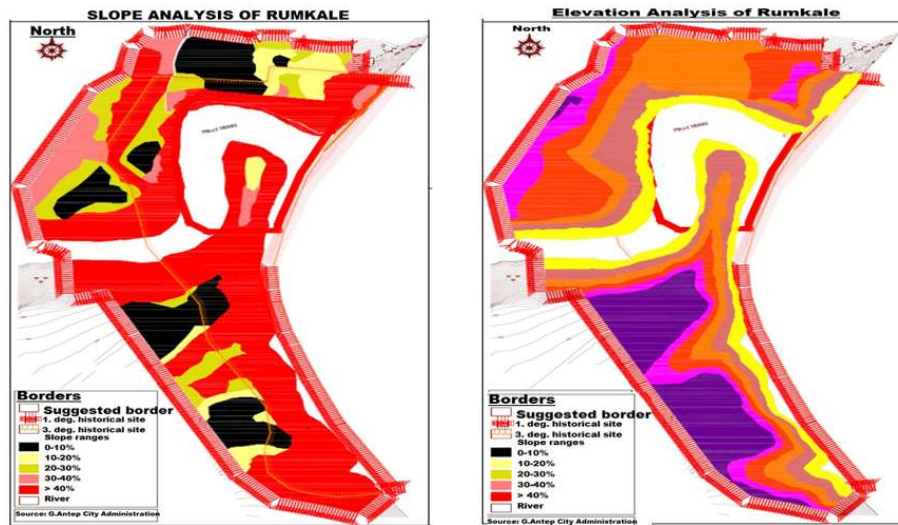 SLOPE ANALYSIS OF RUMKALE
North
Borders
Suggested border
1. deg. historical site
3. deg. historical site
Slope ranges
0-10%
10-20%
20-30%
30-40%
> 40%
River
Source: G.Antep City Administration
Elevation Analysis of Rumkale
North
Borders
Suggested border
1. deg. historical site
3. deg. historical site
Slope ranges
0-10%
10-20%
20-30%
30-40%
> 40%
River
Source: G.Antep City Administration